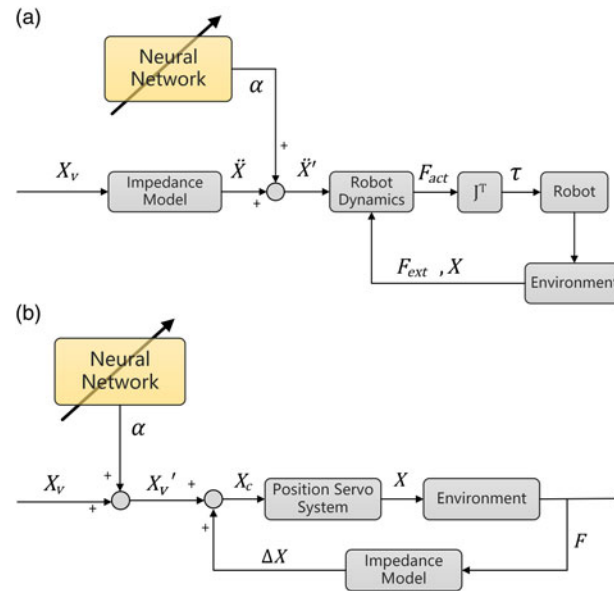 (a)
Neural
Network
α
+
X_v
Impedance
Model
Ẍ
+
Ẍ'
Robot
Dynamics
F_act
J^T
τ
Robot
F_ext , X
Environment
(b)
Neural
Network
α
+
X_v
+
X_v'
+
X_c
Position Servo
System
X
Environment
+
ΔX
Impedance
Model
F